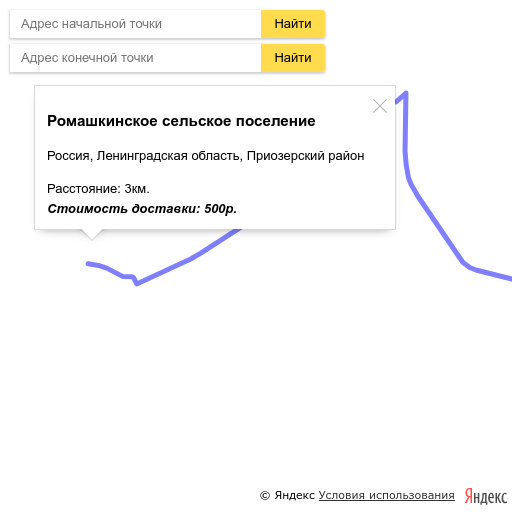 Адрес начальной точки Найти
Адрес конечной точки Найти
Ромашкинское сельское поселение
Россия, Ленинградская область, Приозерский район
Расстояние: 3км.
Стоимость доставки: 500р.
© Яндекс Условия использования Яндекс